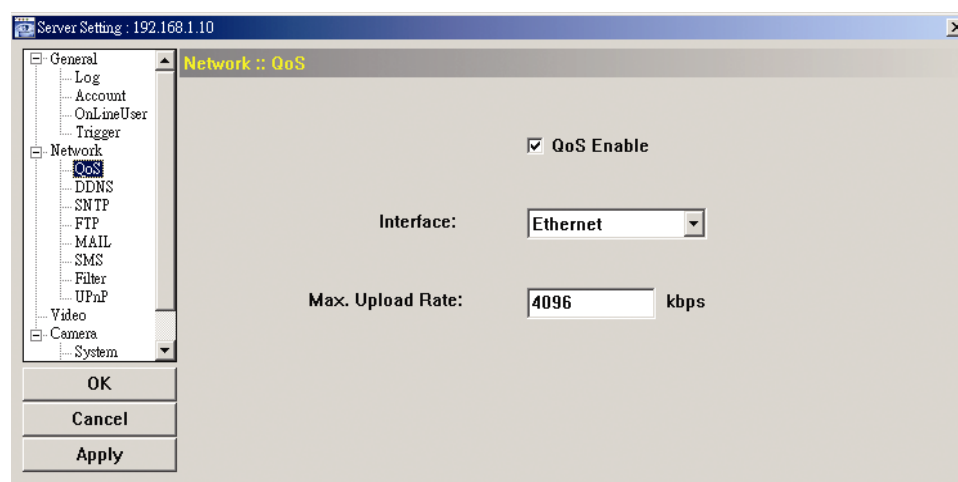 Server Setting : 192.168.1.10
General
Log
Account
OnLineUser
Trigger
Network
QoS
DDNS
SNTP
FTP
MAIL
SMS
Filter
UPnP
Video
Camera
System
OK
Cancel
Apply
Network :: QoS
QoS Enable
Interface: Ethernet
Max. Upload Rate: 4096 kbps